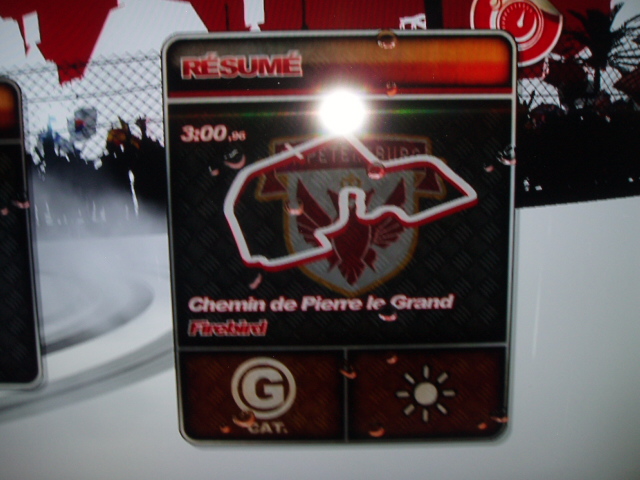 RÉSUMÉ
3:00,96
PETERSBURG
Chemin de Pierre le Grand
Firebird
G
CAT.